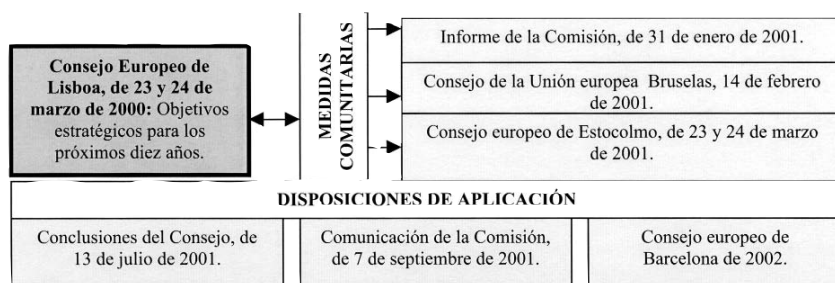 Consejo Europeo de
Lisboa, de 23 y 24 de
marzo de 2000: Objetivos
estratégicos para los
próximos diez años.
MEDIDAS
COMUNITARIAS
Informe de la Comisión, de 31 de enero de 2001.
Consejo de la Unión europea Bruselas, 14 de febrero
de 2001.
Consejo europeo de Estocolmo, de 23 y 24 de marzo
de 2001.
DISPOSICIONES DE APLICACIÓN
Conclusiones del Consejo, de
13 de julio de 2001.
Comunicación de la Comisión,
de 7 de septiembre de 2001.
Consejo europeo de
Barcelona de 2002.